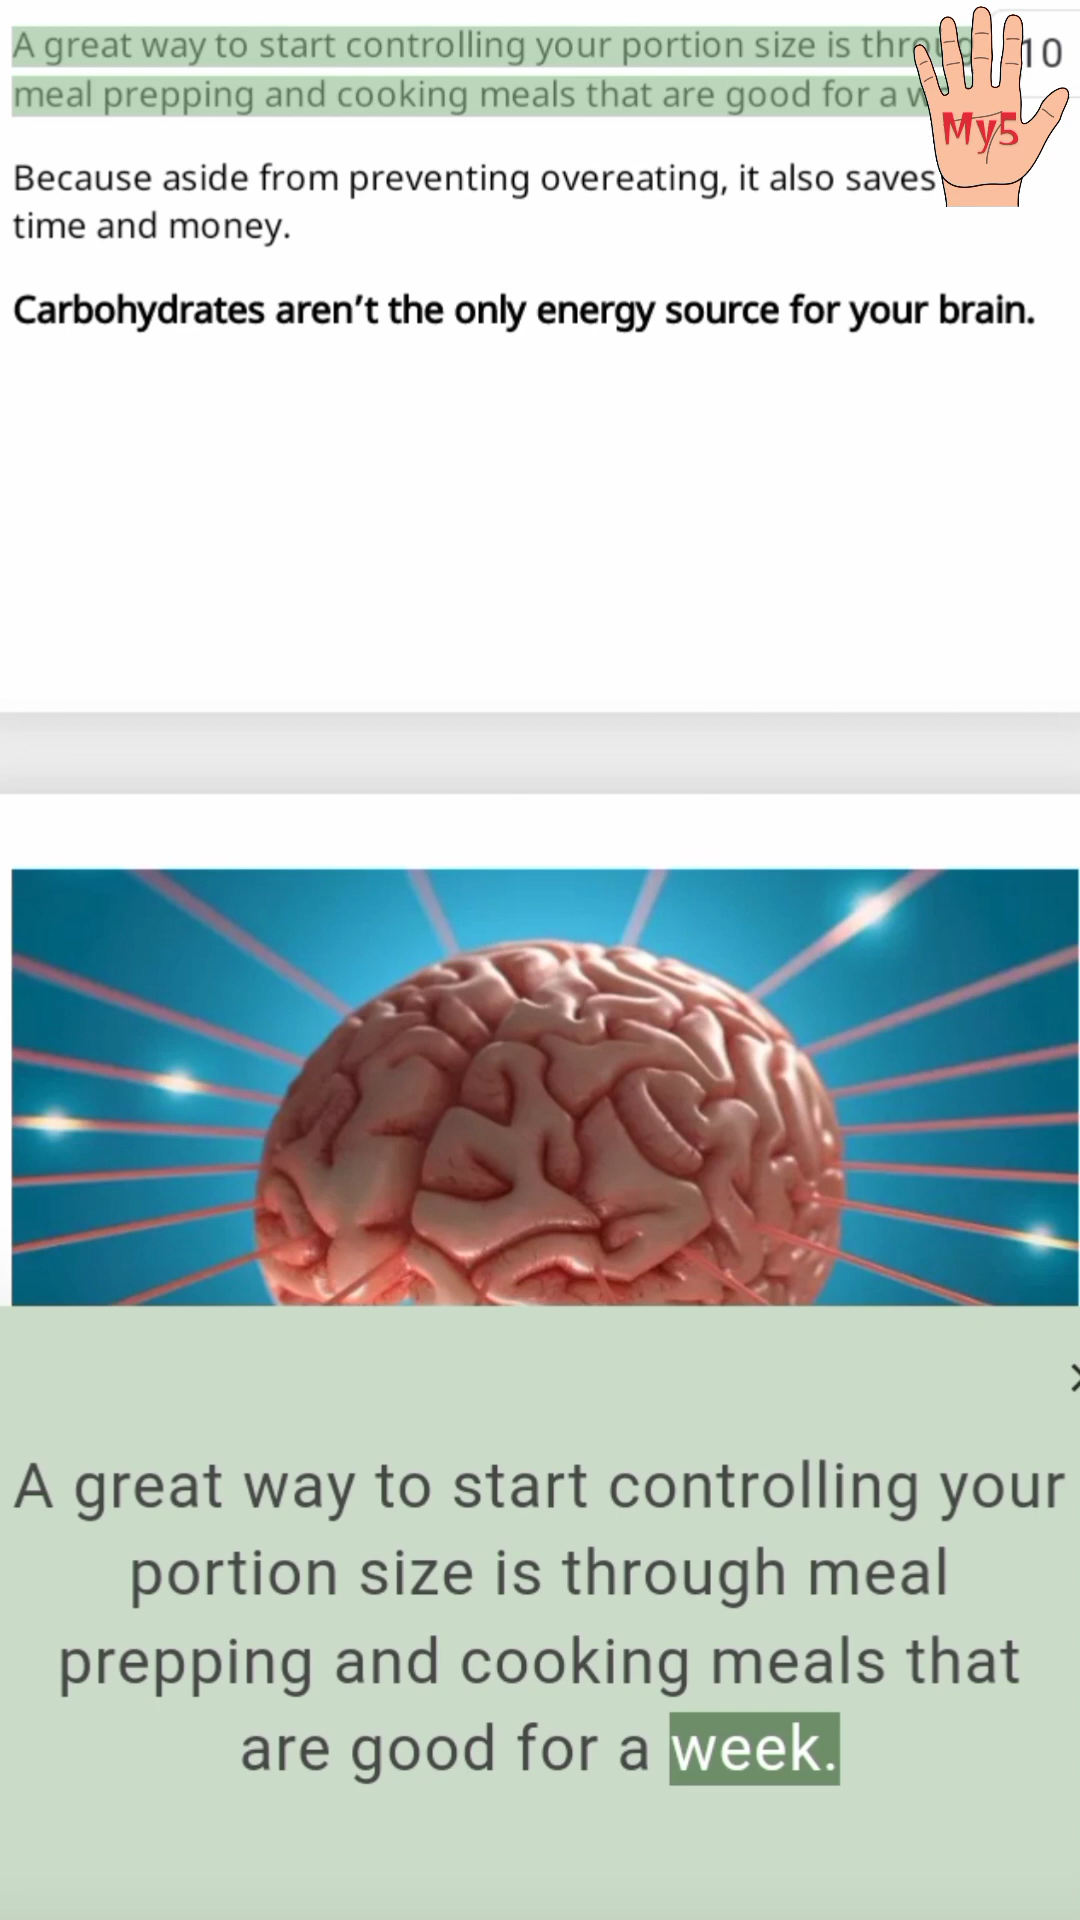 A great way to start controlling your portion size is
10
meal prepping and cooking meals that are good for a
My5
Because aside from preventing overeating, it also saves
time and money.
Carbohydrates aren’t the only energy source for your brain.
A great way to start controlling your
portion size is through meal
prepping and cooking meals that
are good for a week.